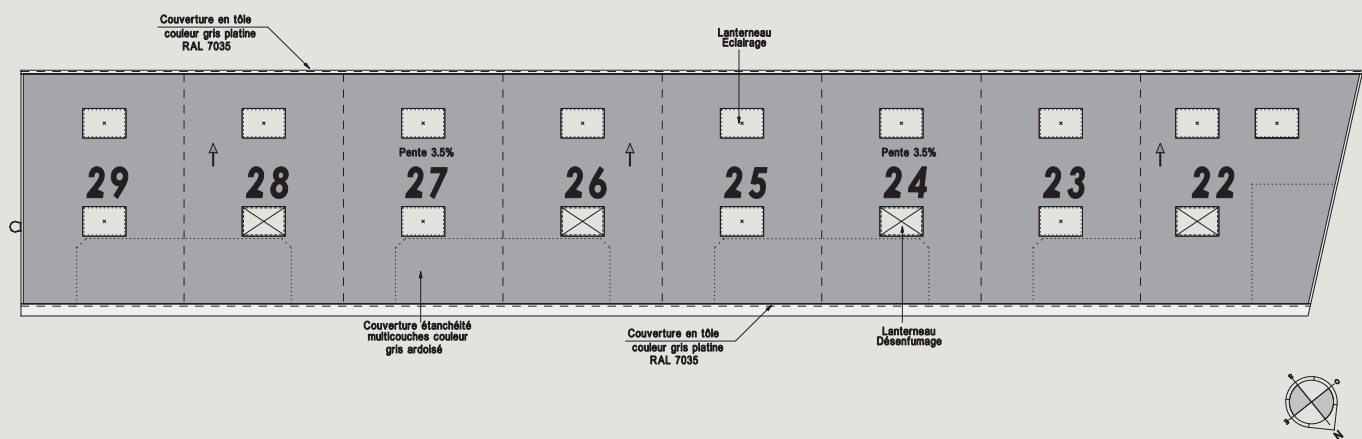 Couverture en tôle
couleur gris platine
RAL 7035
Lanterneau
Eclairage
Pente 3.5%
Pente 3.5%
29
28
27
26
25
24
23
22
Couverture étanchéité
multicouches couleur
gris ardoisé
Couverture en tôle
couleur gris platine
RAL 7035
Lanterneau
Désenfumage
S
O
E
N